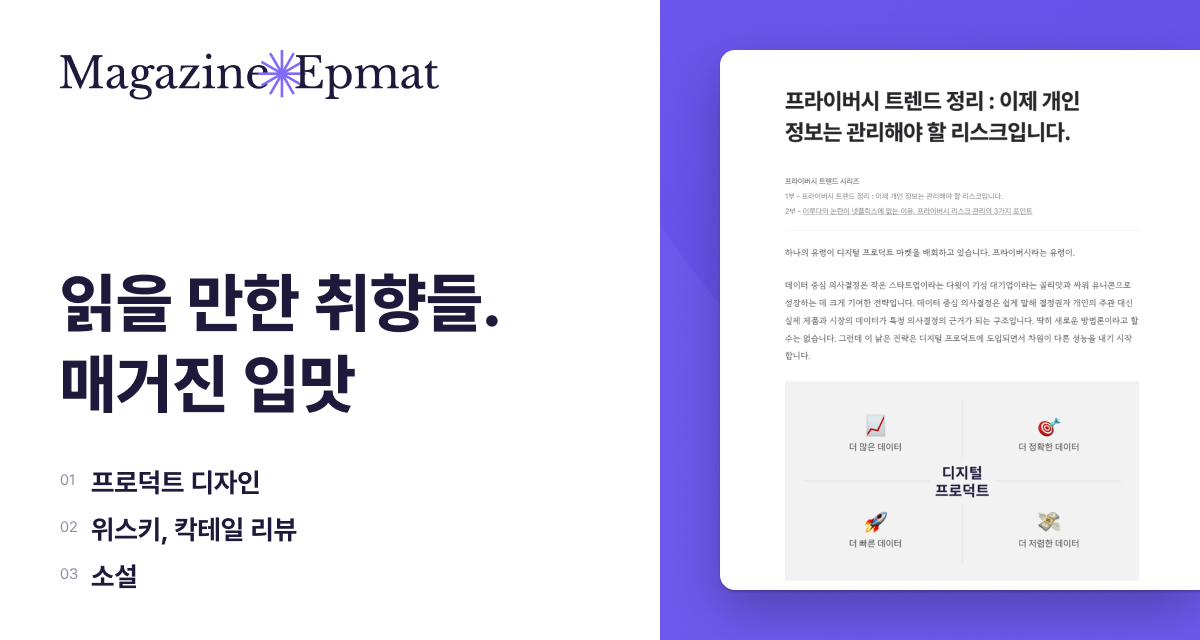 Magazine Epmat
읽을 만한 취향들.
매거진 입맛
01 프로덕트 디자인
02 위스키, 칵테일 리뷰
03 소설
프라이버시 트렌드 정리 : 이제 개인
정보는 관리해야 할 리스크입니다.
프라이버시 트렌드 시리즈
1부 - 프라이버시 트렌드 정리 : 이제 개인 정보는 관리해야 할 리스크입니다.
2부 - 이루다의 논란이 넷플릭스에 없는 이유. 프라이버시 리스크 관리의 3가지 포인트
하나의 유령이 디지털 프로덕트 마켓을 배회하고 있습니다. 프라이버시라는 유령이.
데이터 중심 의사결정은 작은 스타트업이라는 다윗이 기성 대기업이라는 골리앗과 싸워 유니콘으로
성장하는 데 크게 기여한 전략입니다. 데이터 중심 의사결정은 쉽게 말해 결정권자 개인의 주관 대신
실제 제품과 시장의 데이터가 특정 의사결정의 근거가 되는 구조입니다. 딱히 새로운 방법론이라고 할
수는 없습니다. 그런데 이 낡은 전략은 디지털 프로덕트에 도입되면서 차원이 다른 성능을 내기 시작
합니다.
더 많은 데이터
더 정확한 데이터
디지털
프로덕트
더 빠른 데이터
더 저렴한 데이터